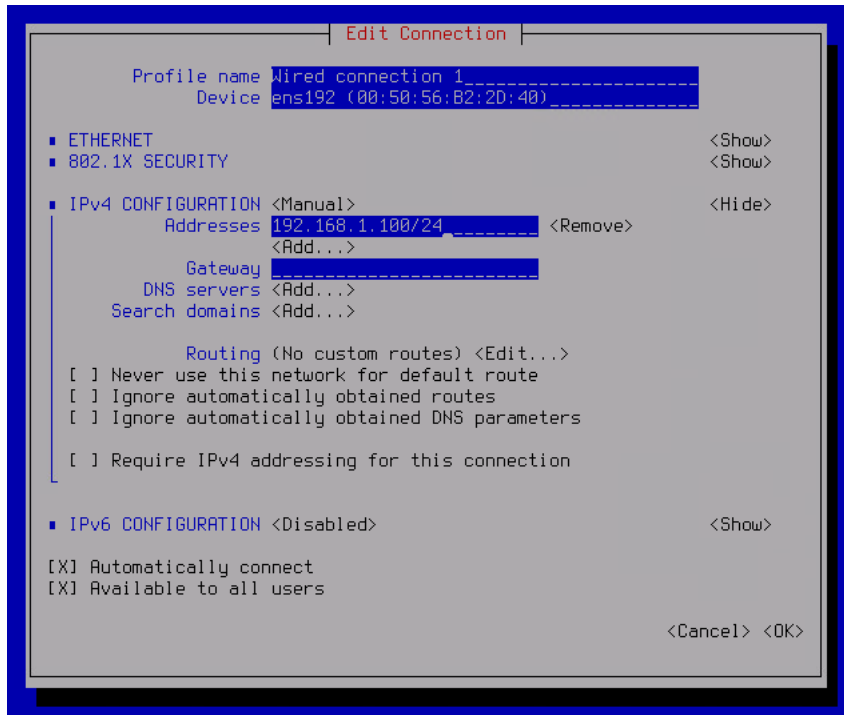 Edit Connection
Profile name Wired connection 1
Device ens192 (00:50:56:B2:2D:40)
ETHERNET <Show>
802.1X SECURITY <Show>
IPv4 CONFIGURATION <Manual> <Hide>
Addresses 192.168.1.100/24 <Remove>
<Add...>
Gateway
DNS servers <Add...>
Search domains <Add...>
Routing (No custom routes) <Edit...>
[ ] Never use this network for default route
[ ] Ignore automatically obtained routes
[ ] Ignore automatically obtained DNS parameters
[ ] Require IPv4 addressing for this connection
IPv6 CONFIGURATION <Disabled> <Show>
[X] Automatically connect
[X] Available to all users
<Cancel> <OK>